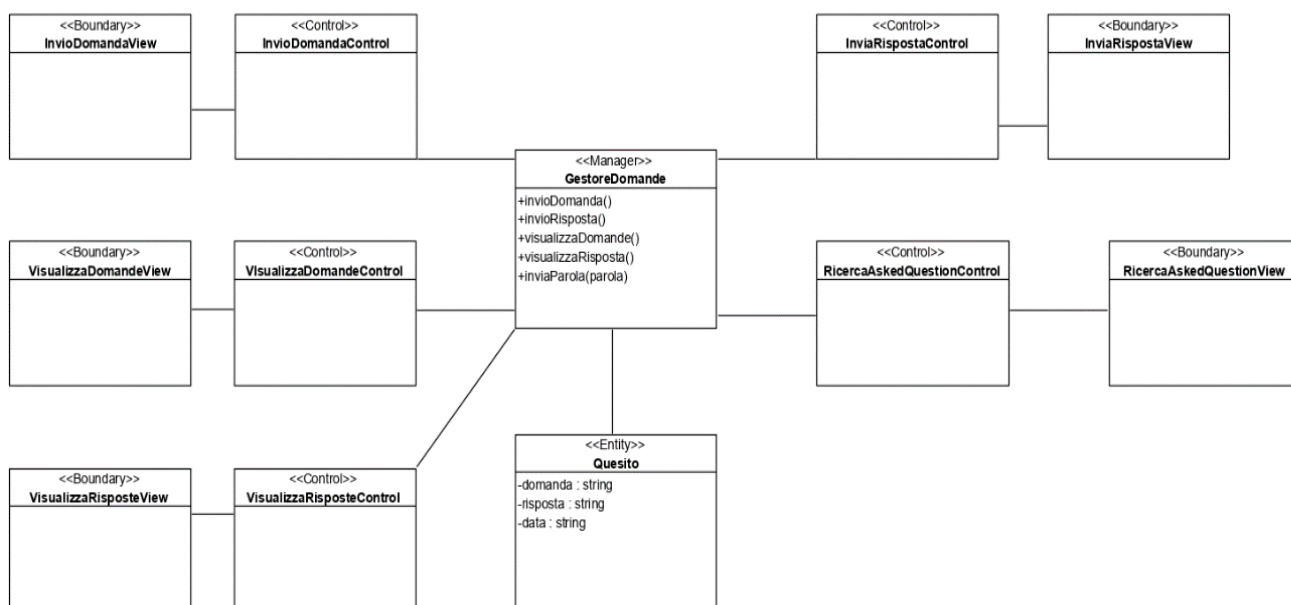 <<Boundary>>
InvioDomandaView
<<Control>>
InvioDomandaControl
<<Control>>
InviaRispostaControl
<<Boundary>>
InviaRispostaView
<<Manager>>
GestoreDomande
+invioDomanda()
+invioRisposta()
+visualizzaDomande()
+visualizzaRisposta()
+inviaParola(parola)
<<Boundary>>
VisualizzaDomandeView
<<Control>>
VIsualizzaDomandeControl
<<Control>>
RicercaAskedQuestionControl
<<Boundary>>
RicercaAskedQuestionView
<<Boundary>>
VisualizzaRisposteView
<<Control>>
VisualizzaRisposteControl
<<Entity>>
Quesito
-domanda : string
-risposta : string
-data : string